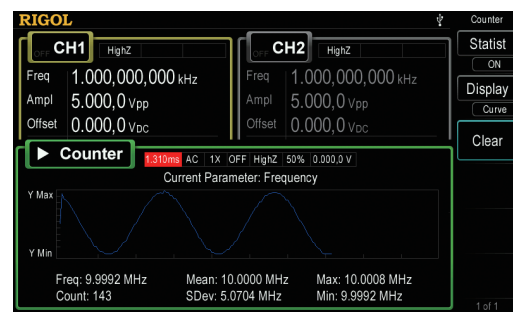 RIGOL
Counter
OFF CH1 HighZ
OFF CH2 HighZ
Statist
ON
Freq 1.000,000,000 kHz
Freq 1.000,000,000 kHz
Ampl 5.000,0 Vpp
Ampl 5.000,0 Vpp
Display
Curve
Offset 0.000,0 VDC
Offset 0.000,0 VDC
Clear
Counter
1.310ms AC 1X OFF HighZ 50% 0.000,0 V
Current Parameter: Frequency
Y Max
Y Min
Freq: 9.9992 MHz Mean: 10.0000 MHz Max: 10.0008 MHz
Count: 143 SDev: 5.0704 MHz Min: 9.9992 MHz
1 of 1